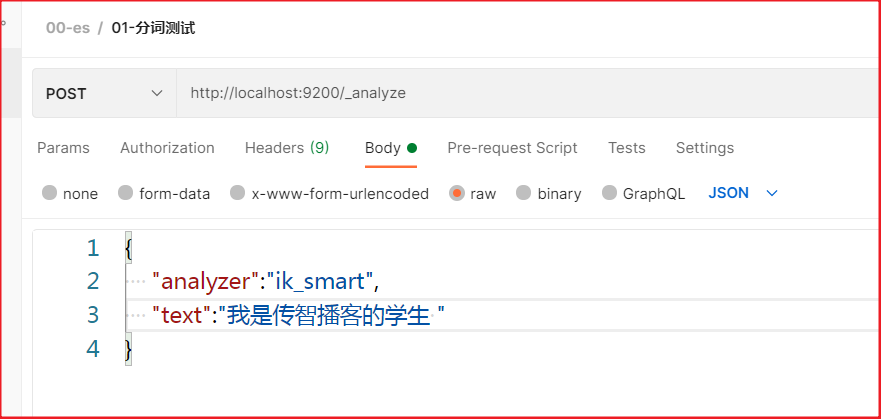 00-es / 01-分词测试
POST http://localhost:9200/_analyze
Params Authorization Headers (9) Body Pre-request Script Tests Settings
none form-data x-www-form-urlencoded raw binary GraphQL JSON
1 {
2 "analyzer":"ik_smart",
3 "text":"我是传智播客的学生 "
4 }